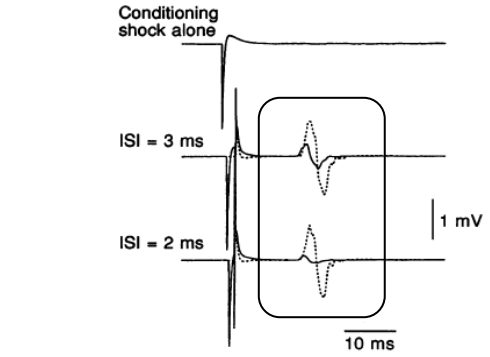 Conditioning
shock alone
ISI = 3 ms
1 mV
ISI = 2 ms
10 ms